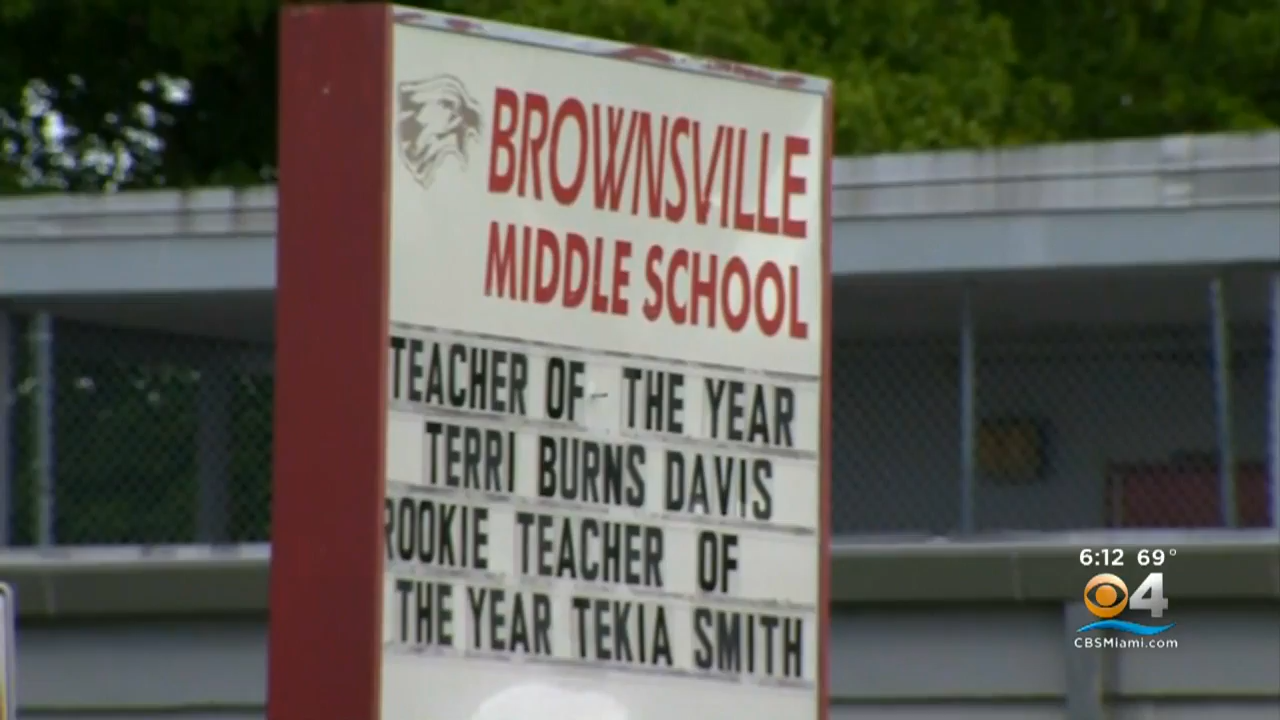 BROWNSVILLE
MIDDLE SCHOOL
TEACHER OF - THE YEAR
TERRI BURNS DAVIS
ROOKIE TEACHER OF
THE YEAR TEKIA SMITH
6:12 69°
4
CBSMiami.com